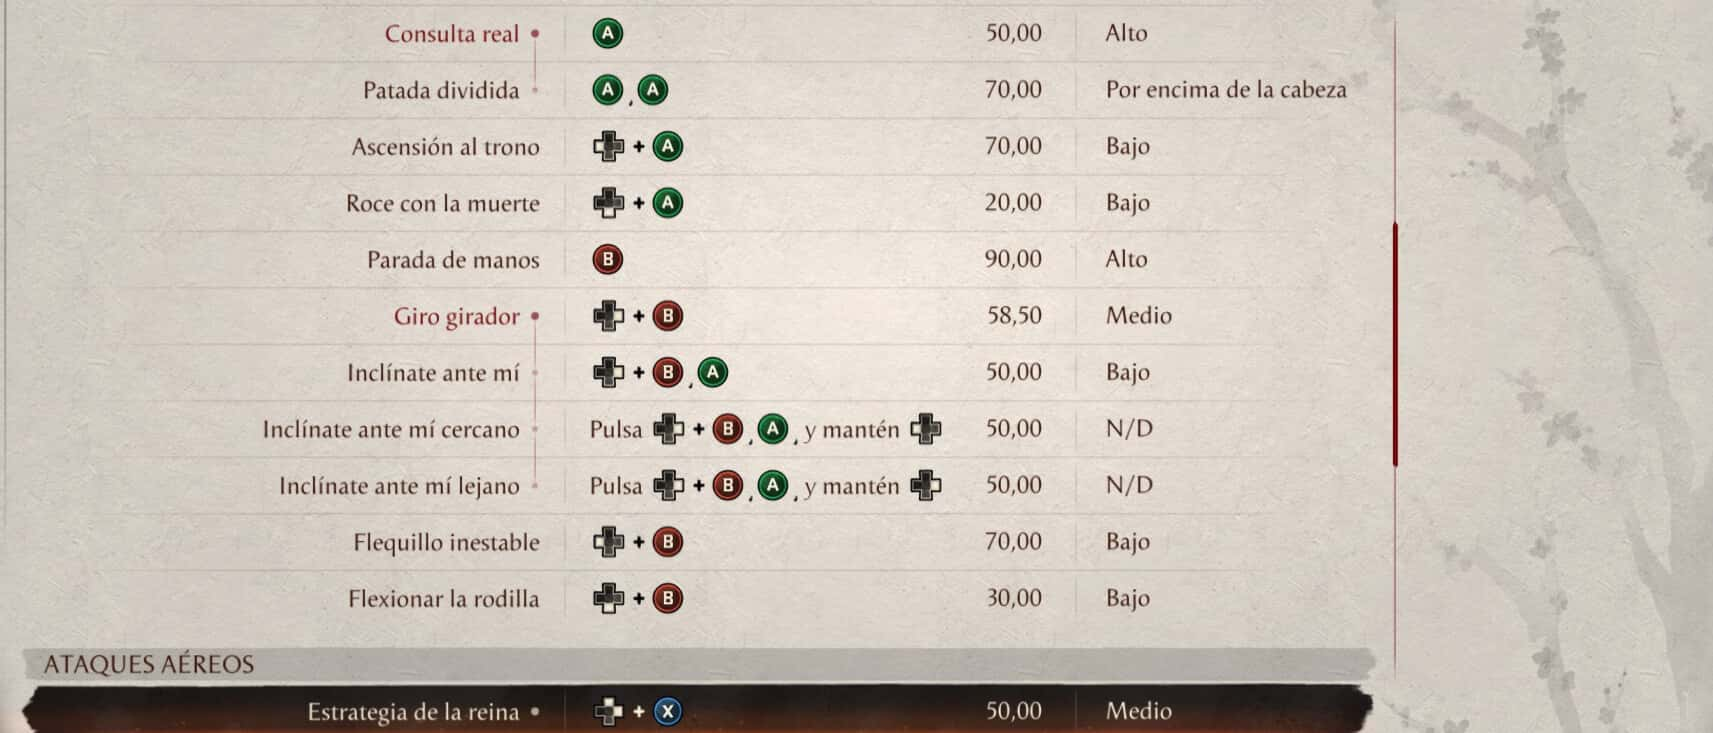 Consulta real A 50,00 Alto
Patada dividida A , A 70,00 Por encima de la cabeza
Ascensión al trono + A 70,00 Bajo
Roce con la muerte + A 20,00 Bajo
Parada de manos B 90,00 Alto
Giro girador + B 58,50 Medio
Inclínate ante mí + B , A 50,00 Bajo
Inclínate ante mí cercano Pulsa + B , A , y mantén 50,00 N/D
Inclínate ante mí lejano Pulsa + B , A , y mantén 50,00 N/D
Flequillo inestable + B 70,00 Bajo
Flexionar la rodilla + B 30,00 Bajo
ATAQUES AÉREOS
Estrategia de la reina + X 50,00 Medio